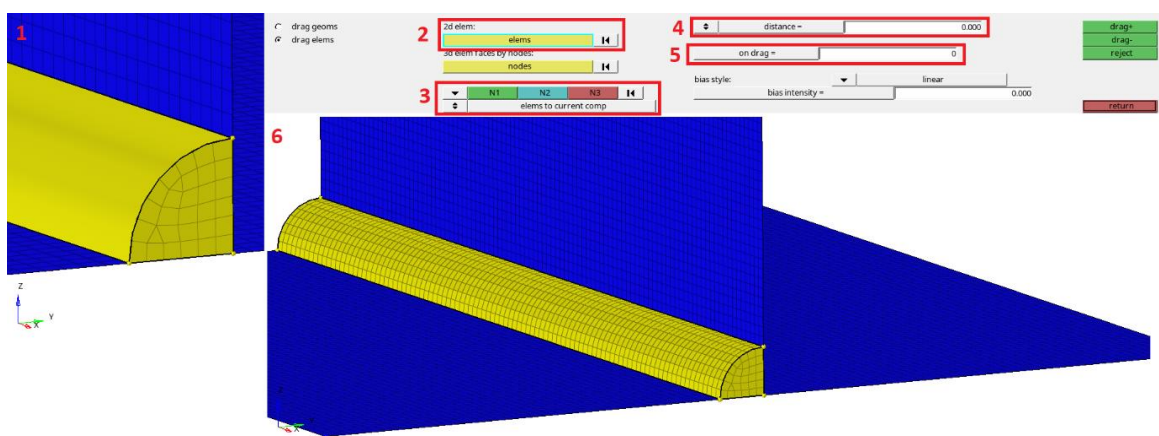 1
drag geoms
drag elems
2
2d elem:
elems
3d elem faces by nodes:
nodes
3
N1 N2 N3
elems to current comp
4
distance = 0.000
5
on drag = 0
bias style: linear
bias intensity = 0.000
drag+
drag-
reject
return
6
Z
Y
X
Z
X